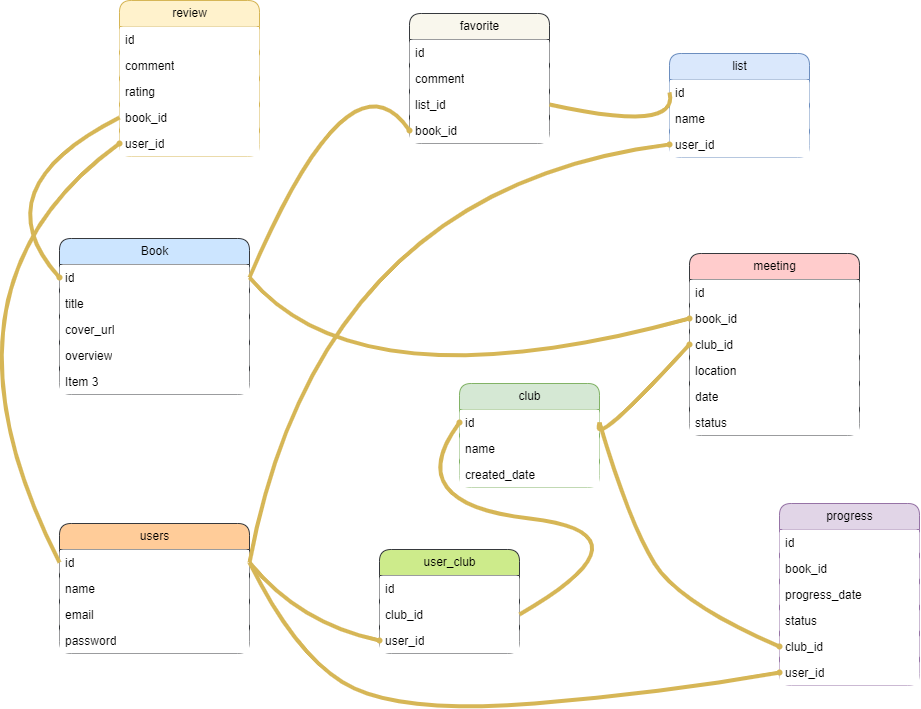 review
id
comment
rating
book_id
user_id
favorite
id
comment
list_id
book_id
list
id
name
user_id
Book
id
title
cover_url
overview
Item 3
meeting
id
book_id
club_id
location
date
status
club
id
name
created_date
users
id
name
email
password
user_club
id
club_id
user_id
progress
id
book_id
progress_date
status
club_id
user_id